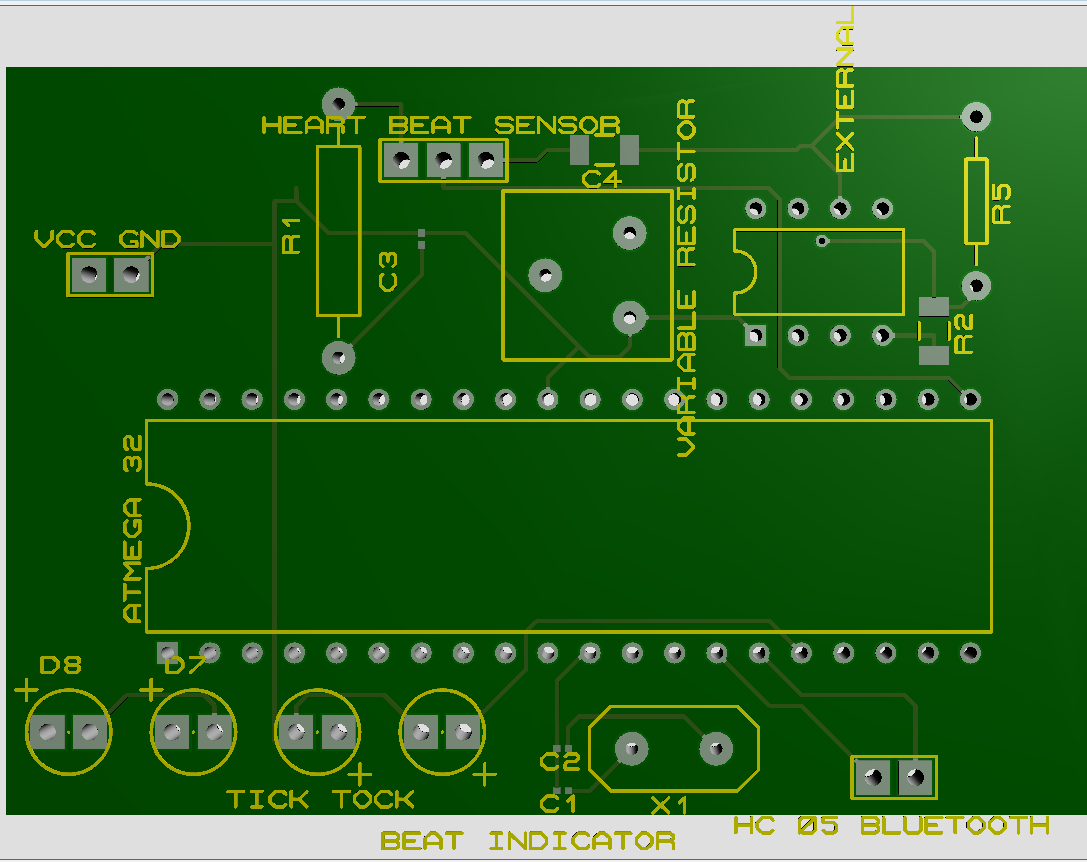 EXTERNAL
HEART BEAT SENSOR
VARIABLE RESISTOR
C4
R5
R1
VCC GND
C3
R2
ATMEGA 32
D8
D7
+
+
+
+
C2
C1
X1
TICK TOCK
HC 05 BLUETOOTH
BEAT INDICATOR